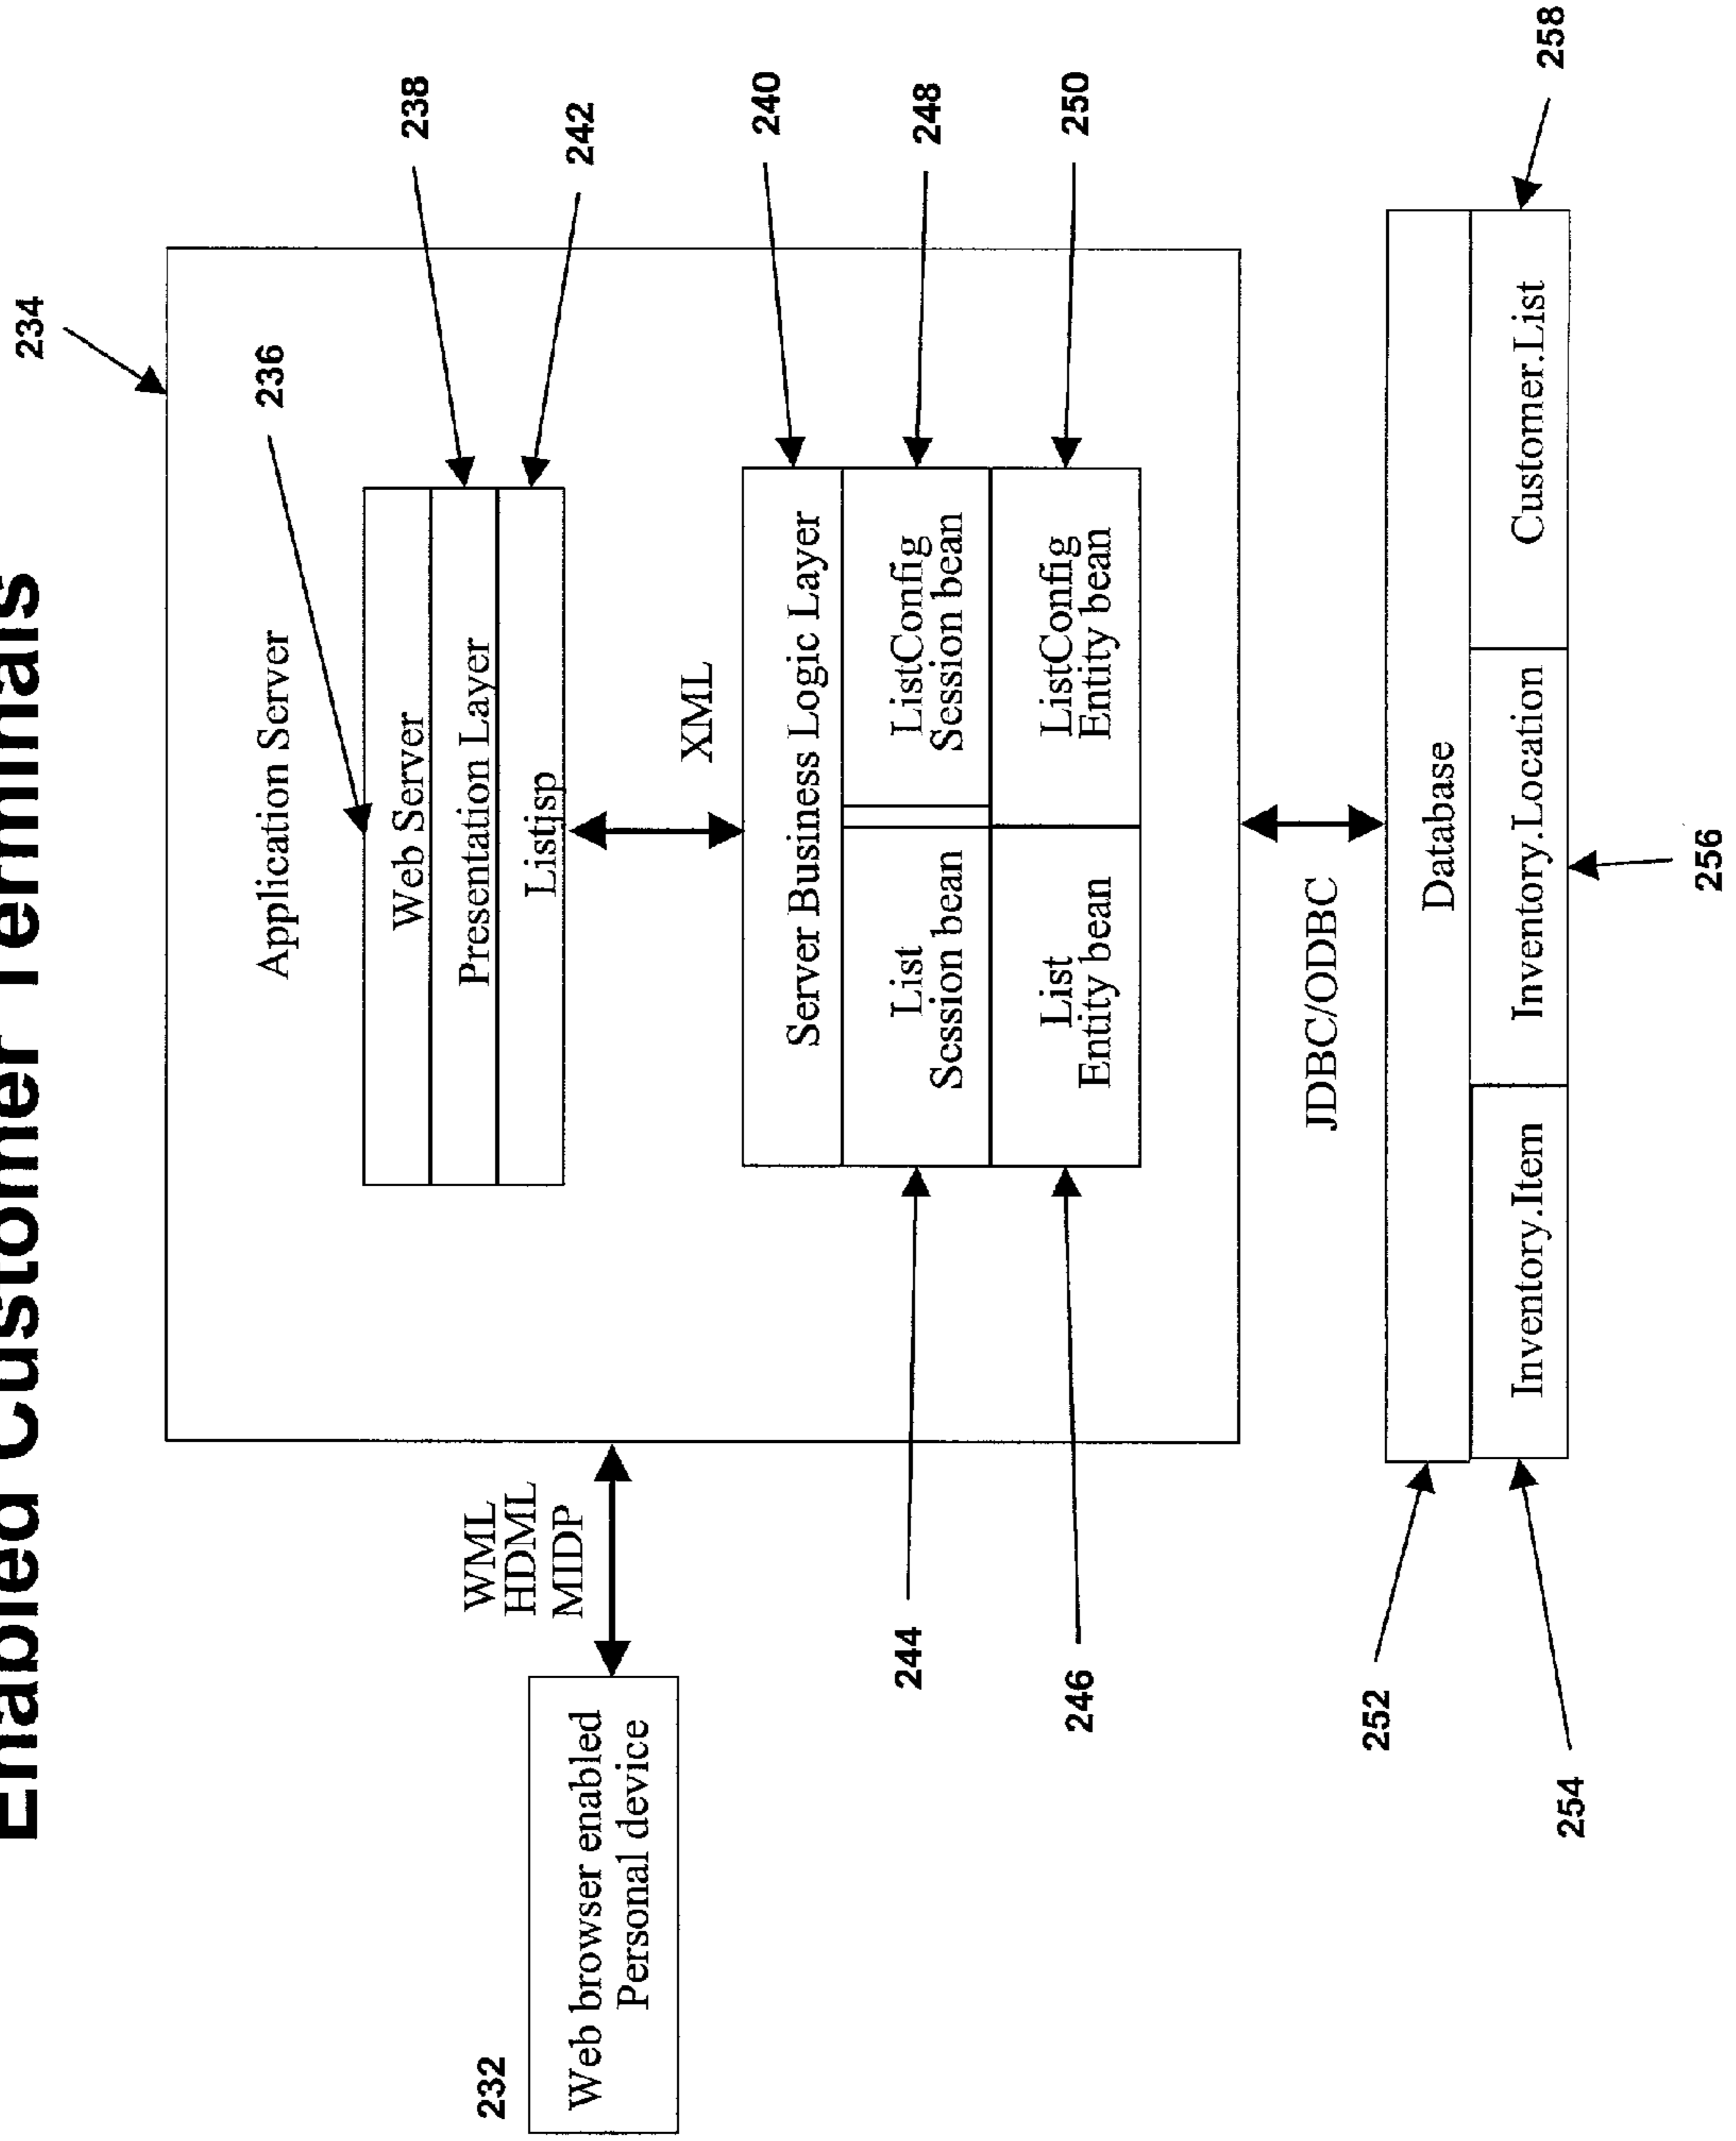 Enabled Customer Terminals
234
Application Server
236
Web Server
Presentation Layer
238
List.jsp
242
XML
WML
HDML
MIDP
232
Web browser enabled
Personal device
Server Business Logic Layer
240
List
Session bean
ListConfig
Session bean
244
248
List
Entity bean
ListConfig
Entity bean
246
250
JDBC/ODBC
252
Database
254
Inventory.Item
Inventory.Location
Customer.List
258
256